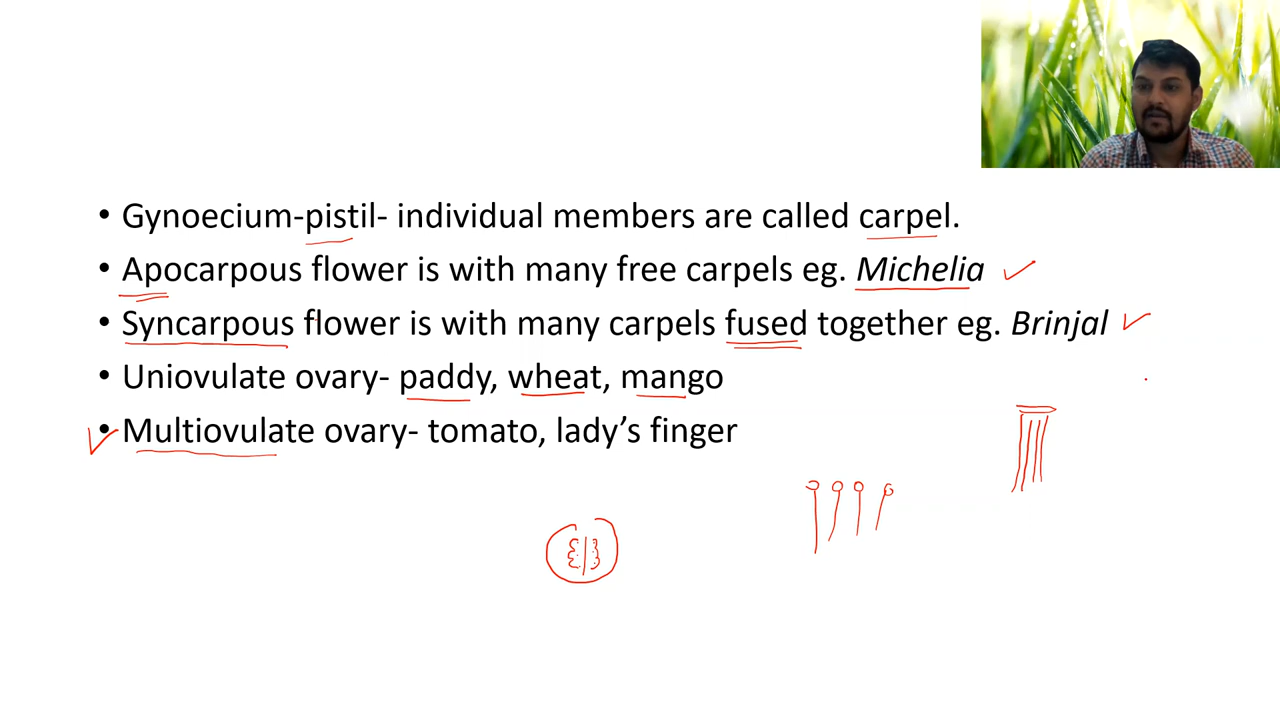 • Gynoecium-pistil- individual members are called carpel.
• Apocarpous flower is with many free carpels eg. Michelia
• Syncarpous flower is with many carpels fused together eg. Brinjal
• Uniovulate ovary- paddy, wheat, mango
• Multiovulate ovary- tomato, lady’s finger